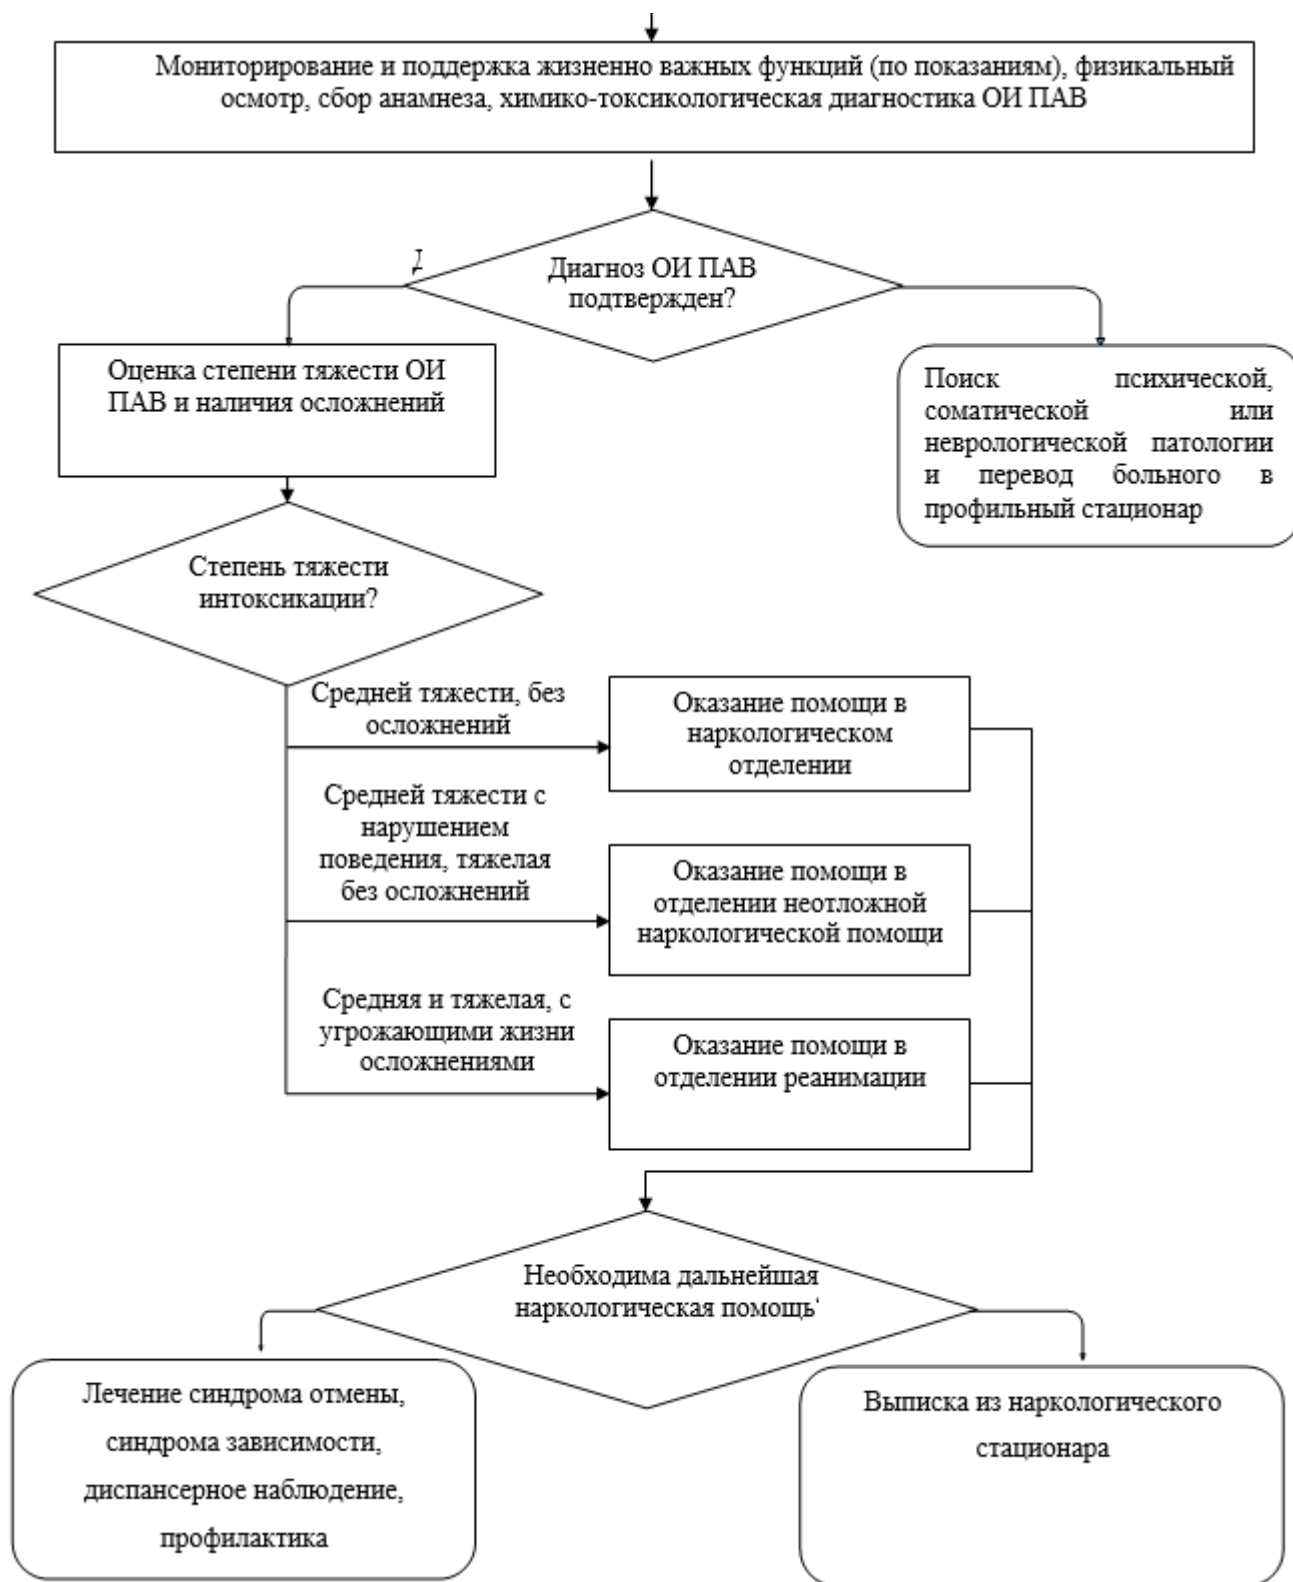 Мониторирование и поддержка жизненно важных функций (по показаниям), физикальный
осмотр, сбор анамнеза, химико-токсикологическая диагностика ОИ ПАВ
Диагноз ОИ ПАВ
подтвержден?
Оценка степени тяжести ОИ
ПАВ и наличия осложнений
Поиск психической,
соматической или
неврологической патологии
и перевод больного в
профильный стационар
Степень тяжести
интоксикации?
Средней тяжести, без
осложнений
Оказание помощи в
наркологическом
отделении
Средней тяжести с
нарушением
поведения, тяжелая
без осложнений
Оказание помощи в
отделении неотложной
наркологической помощи
Средняя и тяжелая, с
угрожающими жизни
осложнениями
Оказание помощи в
отделении реанимации
Необходима дальнейшая
наркологическая помощь
Лечение синдрома отмены,
синдрома зависимости,
диспансерное наблюдение,
профилактика
Выписка из наркологического
стационара